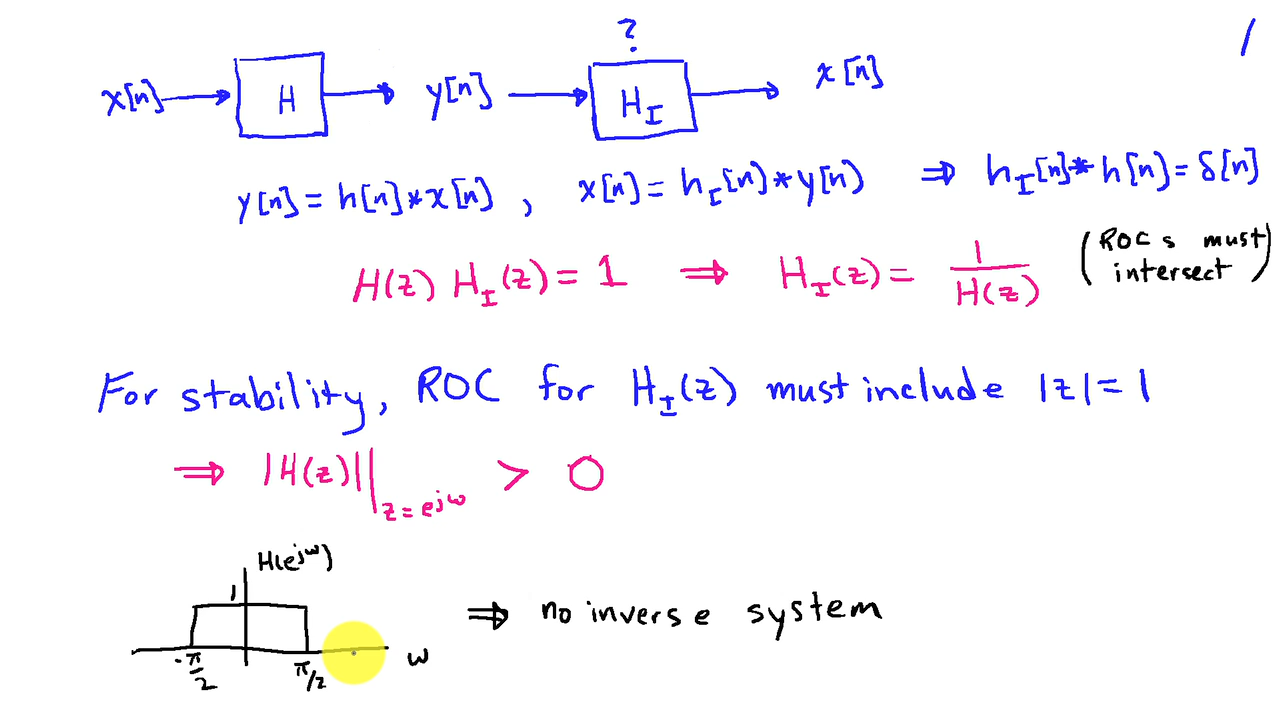 ?
x[n] → H → y[n] → H_I → x[n]
y[n] = h[n]*x[n] , x[n] = h_I[n]*y[n) ⇒ h_I[n]* h[n] = δ[n]
H(z) H_I(z) = 1 ⇒ H_I(z) = 1/H(z) (ROCs must intersect)
For stability, ROC for H_I(z) must include |z| = 1
⇒ |H(z)||_{z=e^{jω}} > 0
H(e^{jω})
1
⇒ no inverse system
-π/2 π/2 ω